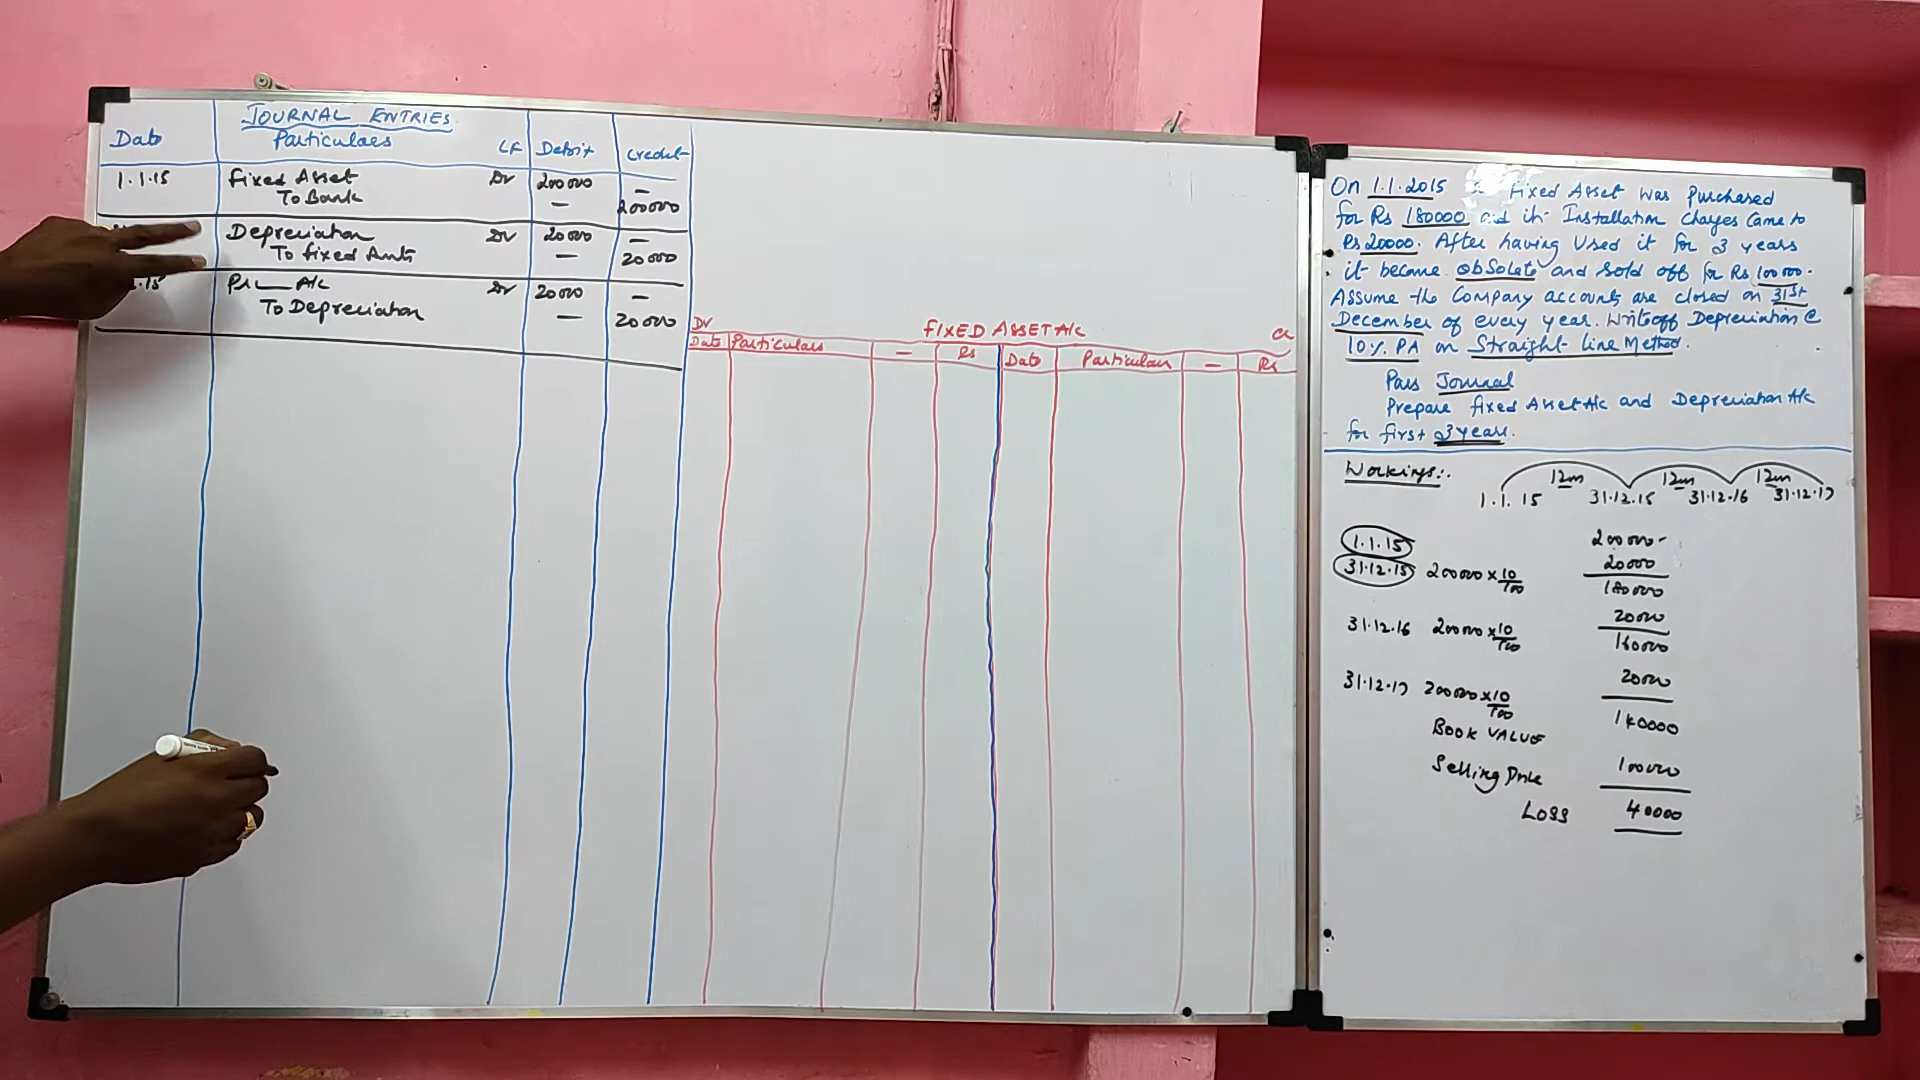 JOURNAL ENTRIES
Date Particulars LF Debit Credit
1.1.15 Fixed Asset Dr 200000 —
To Bank — 200000
Depreciation Dr 20000 —
To fixed Assts — 20000
.15 P&L A/c Dr 20000 —
To Depreciation — 20000
Dr FIXED ASSET A/c Cr
Date Particulars — Rs Date Particulars — Rs
On 1.1.2015 a Fixed Asset was Purchased
for Rs 180000 and its Installation charges came to
Rs 20000. After having Used it for 3 years
it became obsolete and sold off for Rs 100000.
Assume the Company accounts are closed on 31st
December of every year. Write off Depreciation @
10% PA on Straight line Method.
Pass Journal
Prepare fixed Asset A/c and Depreciation A/c
for first 3 years.
Workings:.
12m 12m 12m
1.1.15 31.12.15 31.12.16 31.12.17
1.1.15 200000-
31.12.15 200000 x 10/100 20000
180000
31.12.16 200000 x 10/100 20000
160000
31.12.17 200000 x 10/100 20000
BOOK VALUE 140000
Selling Price 100000
LOSS 40000